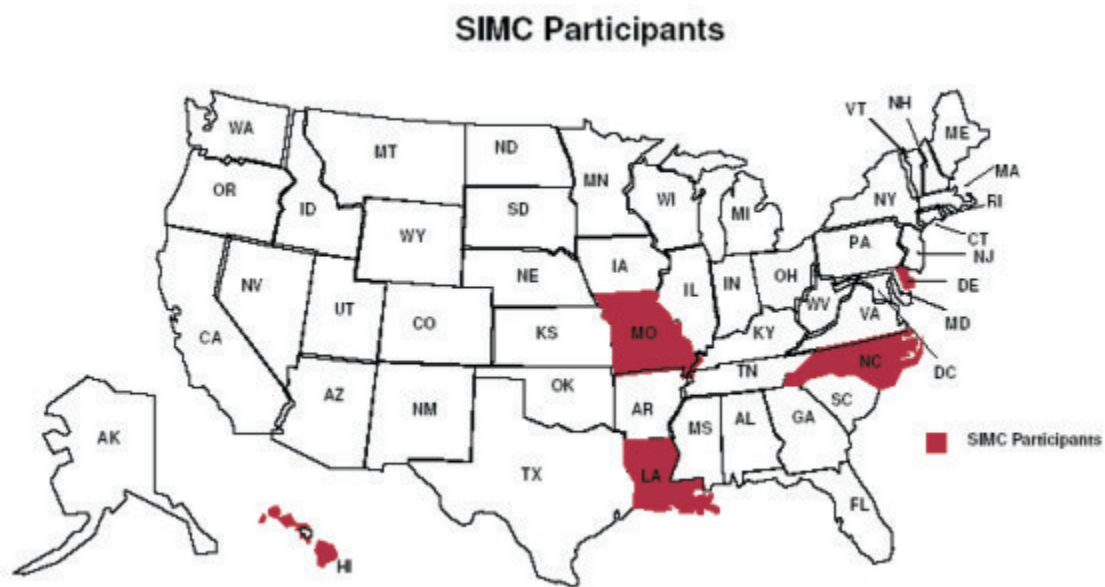 SIMC Participants
WA
MT
ND
MN
VT
NH
ME
OR
ID
SD
WI
MI
NY
MA
RI
WY
CT
NJ
PA
NE
IA
NV
UT
CO
IL
IN
OH
DE
WV
VA
MD
CA
KS
MO
KY
DC
AZ
NM
OK
AR
TN
NC
SC
MS
AL
GA
SIMC Participants
AK
TX
LA
FL
HI